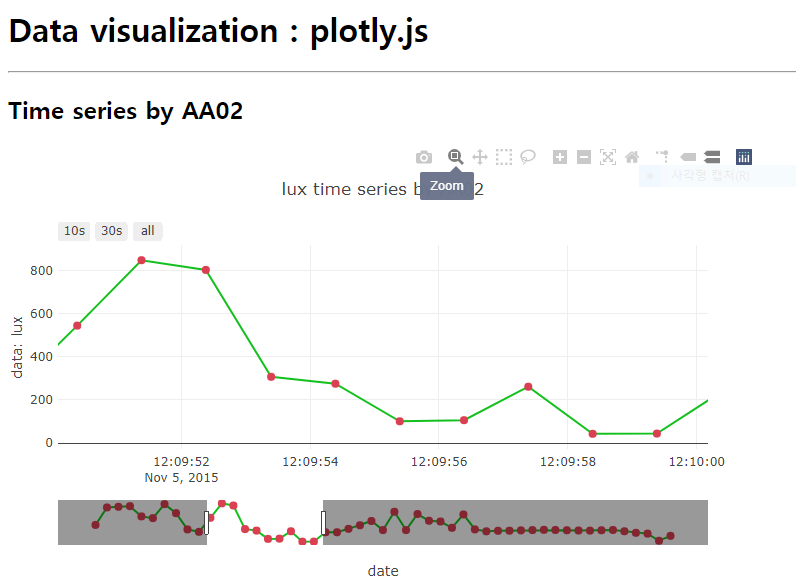 Data visualization : plotly.js
Time series by AA02
Zoom
사각형 캡처(R)
lux time series by 2
10s 30s all
data: lux
800
600
400
200
0
12:09:52 12:09:54 12:09:56 12:09:58 12:10:00
Nov 5, 2015
date